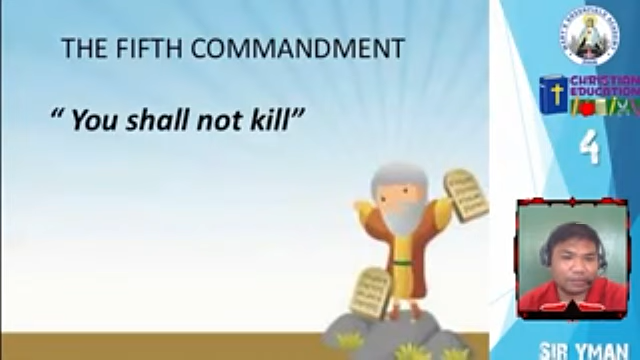 THE FIFTH COMMANDMENT
“ You shall not kill”
CHRISTIAN
EDUCATION
4
SIR YMAN